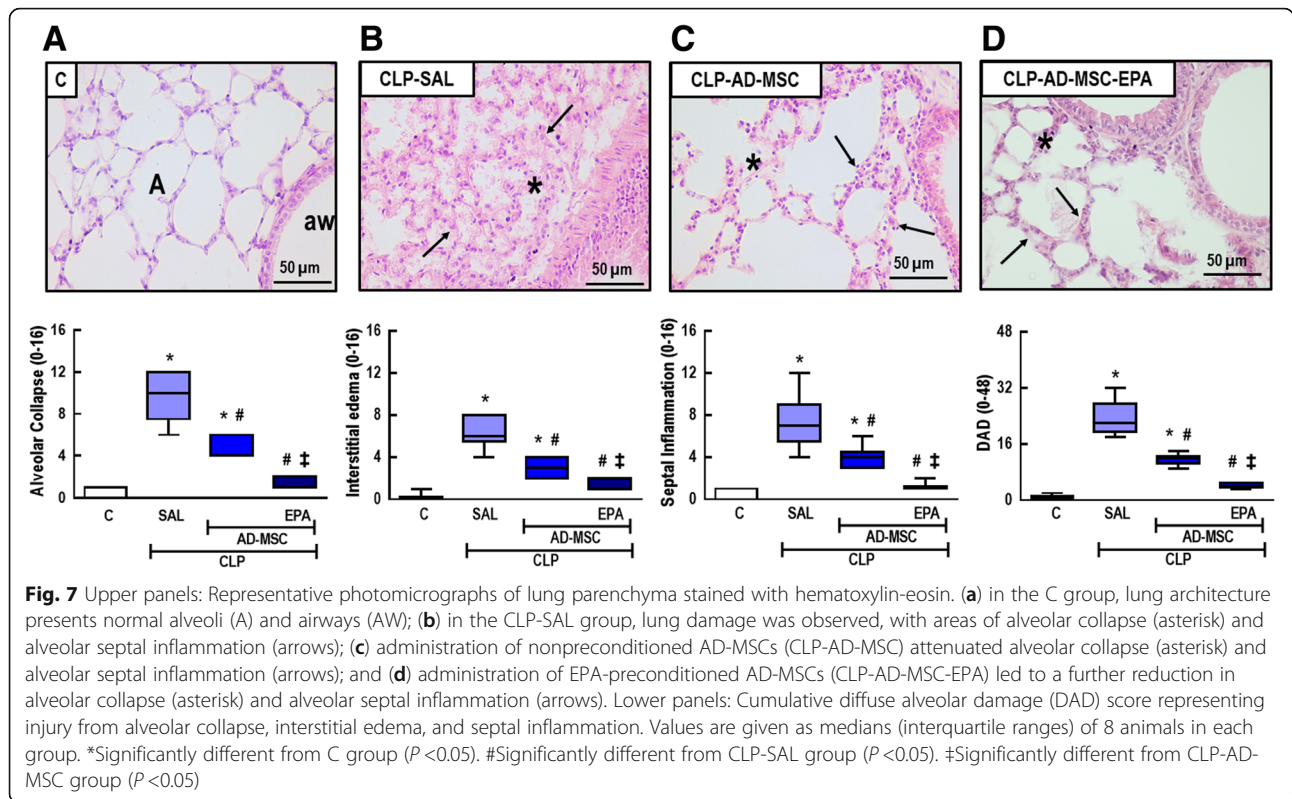 A
B
C
D
C
CLP-SAL
CLP-AD-MSC
CLP-AD-MSC-EPA
A
aw
*
*
*
50 µm
50 µm
50 µm
50 µm
Alveolar Collapse (0-16)
16
12
8
4
0
*
* #
# ‡
C
SAL
EPA
AD-MSC
CLP
Interstitial edema (0-16)
16
12
8
4
0
*
* #
# ‡
C
SAL
EPA
AD-MSC
CLP
Septal Inflammation (0-16)
16
12
8
4
0
*
* #
# ‡
C
SAL
EPA
AD-MSC
CLP
DAD (0-48)
48
32
16
0
*
* #
# ‡
C
SAL
EPA
AD-MSC
CLP
Fig. 7 Upper panels: Representative photomicrographs of lung parenchyma stained with hematoxylin-eosin. (a) in the C group, lung architecture
presents normal alveoli (A) and airways (AW); (b) in the CLP-SAL group, lung damage was observed, with areas of alveolar collapse (asterisk) and
alveolar septal inflammation (arrows); (c) administration of nonpreconditioned AD-MSCs (CLP-AD-MSC) attenuated alveolar collapse (asterisk) and
alveolar septal inflammation (arrows); and (d) administration of EPA-preconditioned AD-MSCs (CLP-AD-MSC-EPA) led to a further reduction in
alveolar collapse (asterisk) and alveolar septal inflammation (arrows). Lower panels: Cumulative diffuse alveolar damage (DAD) score representing
injury from alveolar collapse, interstitial edema, and septal inflammation. Values are given as medians (interquartile ranges) of 8 animals in each
group. *Significantly different from C group (P <0.05). #Significantly different from CLP-SAL group (P <0.05). ‡Significantly different from CLP-AD-
MSC group (P <0.05)